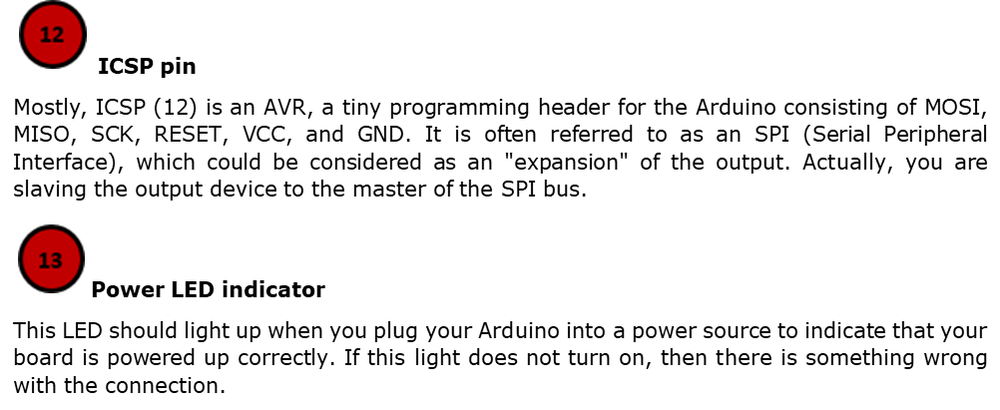 12
ICSP pin
Mostly, ICSP (12) is an AVR, a tiny programming header for the Arduino consisting of MOSI,
MISO, SCK, RESET, VCC, and GND. It is often referred to as an SPI (Serial Peripheral
Interface), which could be considered as an "expansion" of the output. Actually, you are
slaving the output device to the master of the SPI bus.
13
Power LED indicator
This LED should light up when you plug your Arduino into a power source to indicate that your
board is powered up correctly. If this light does not turn on, then there is something wrong
with the connection.